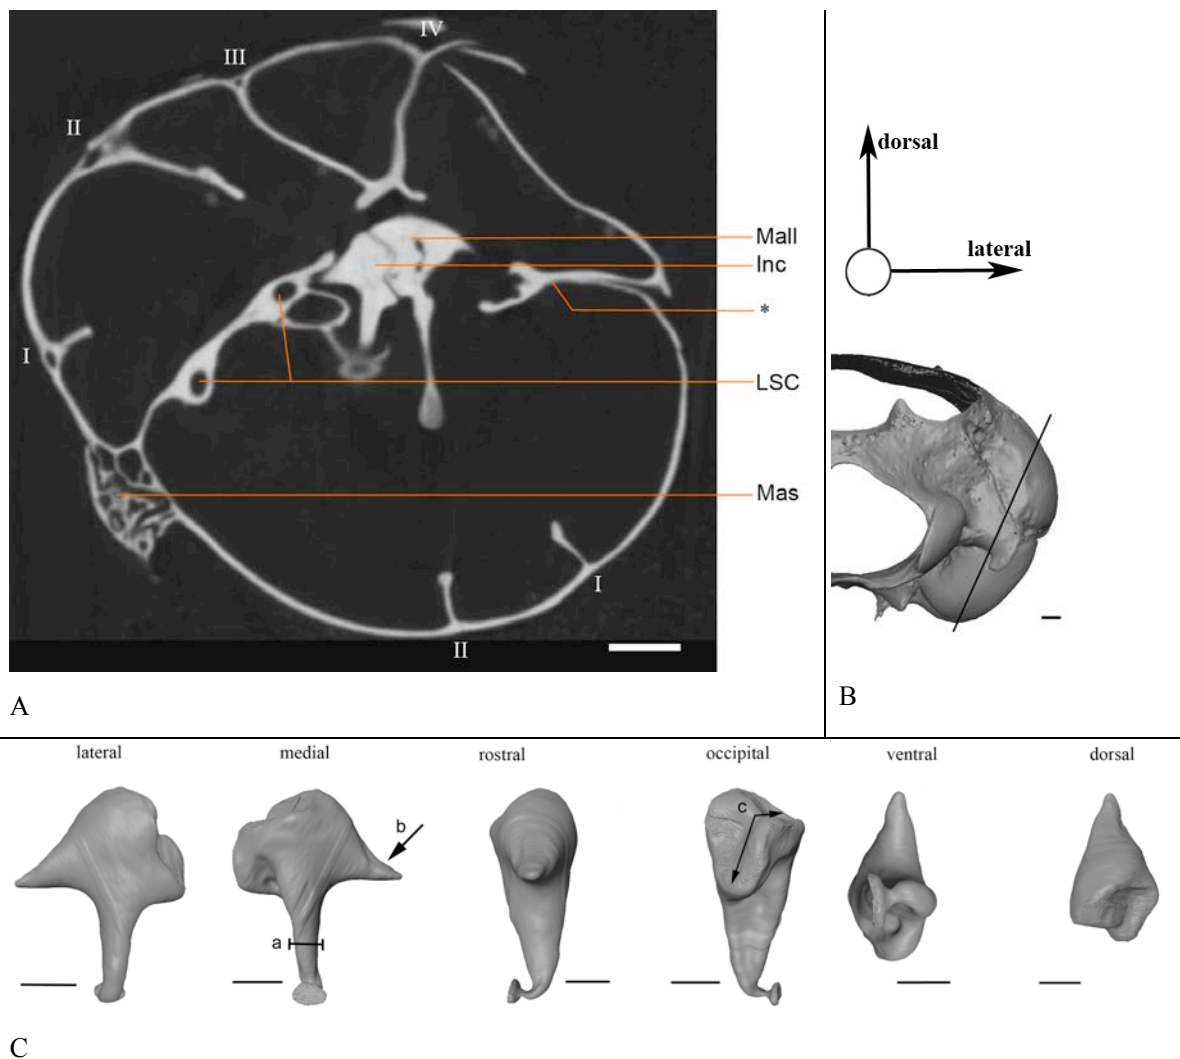 IV
III
II
I
Mall
Inc
*
LSC
Mas
I
II
A
dorsal
lateral
B
lateral medial rostral occipital ventral dorsal
a
b
c
C